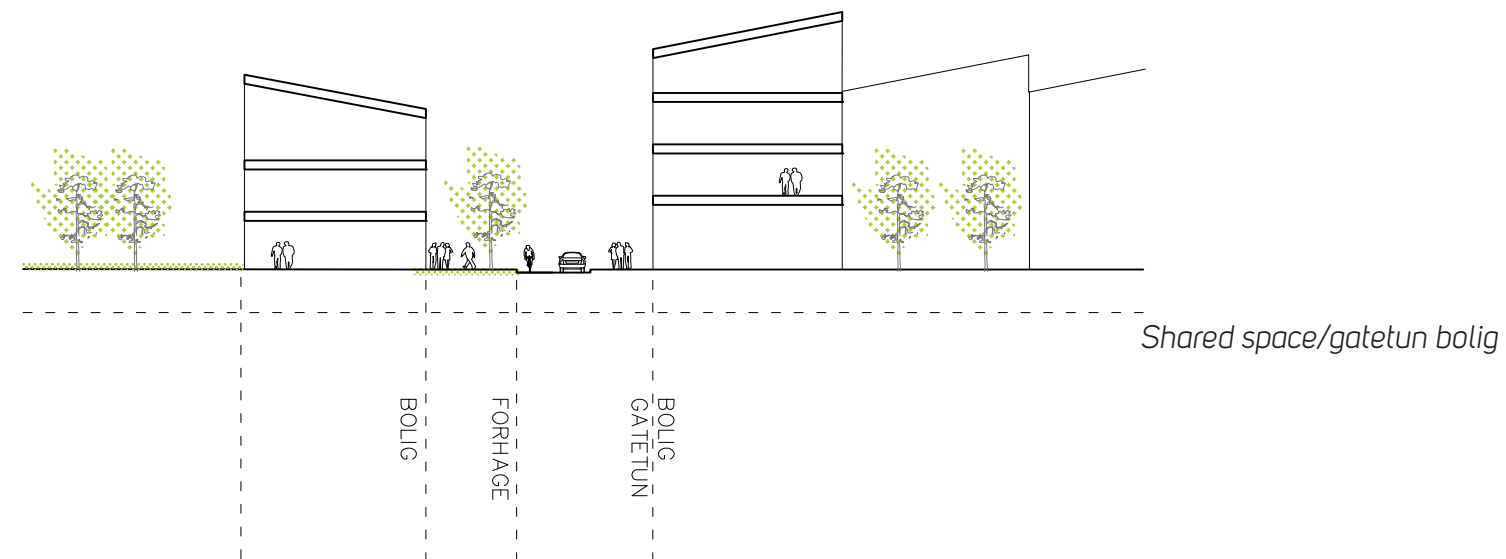 Shared space/gatetun bolig
BOLIG
FORHAGE
GATETUN
BOLIG